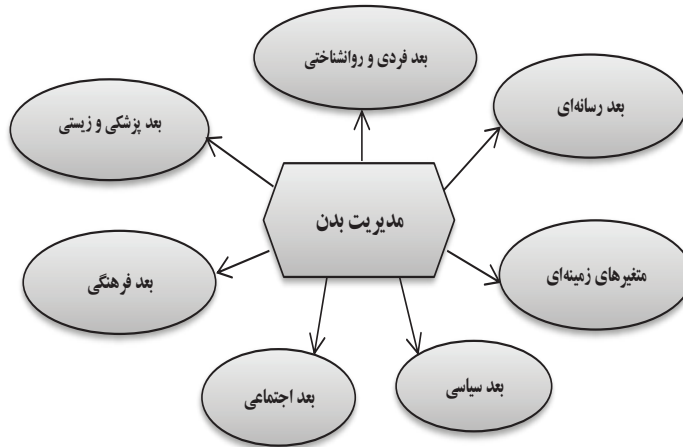 بعد فردی و روانشناختی
بعد رسانه‌ای
بعد پزشکی و زیستی
مدیریت بدن
متغیرهای زمینه‌ای
بعد فرهنگی
بعد سیاسی
بعد اجتماعی